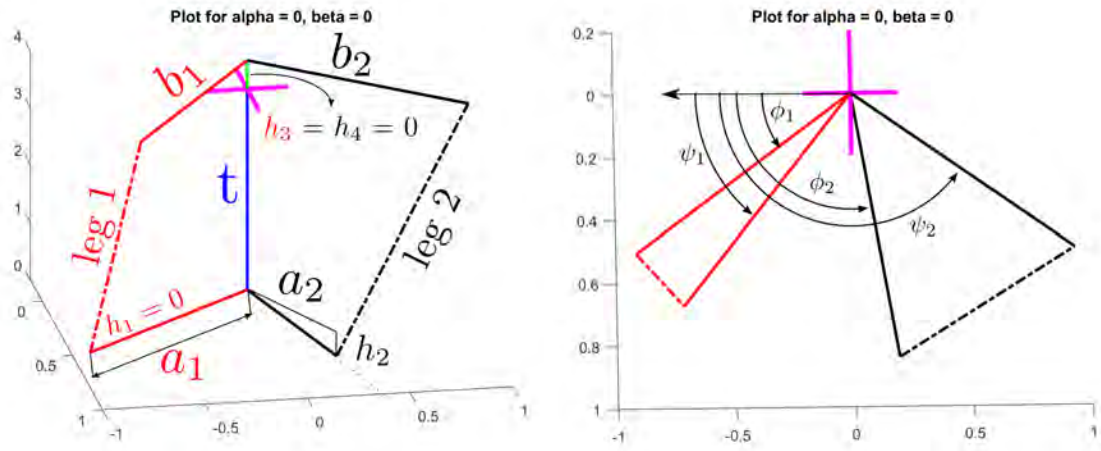 Plot for alpha = 0, beta = 0
4
3
2
1
0
0
0.5
1
-1
-0.5
0
0.5
1
b₁
b₂
h₃ = h₄ = 0
t
leg 1
leg 2
h₁ = 0
a₁
a₂
h₂
Plot for alpha = 0, beta = 0
0.2
0
0.2
0.4
0.6
0.8
1
-1
-0.5
0
0.5
1
ϕ₁
ψ₁
ϕ₂
ψ₂